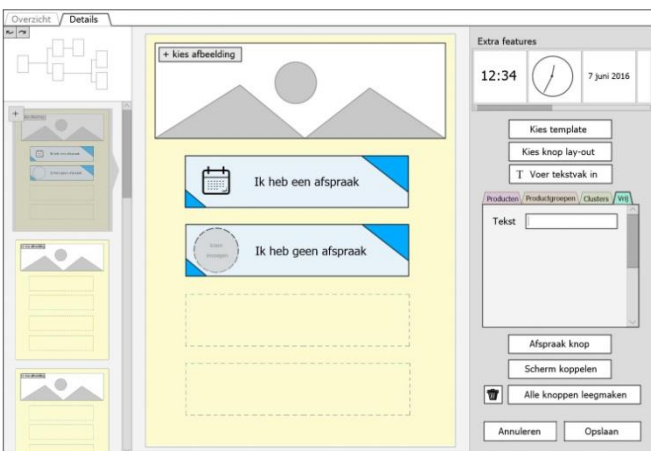 Overzicht
Details
+ kies afbeelding
Ik heb een afspraak
Ik heb geen afspraak
Extra features
12:34
7 juni 2016
Kies template
Kies knop lay-out
T Voer tekstvak in
Producten
Productgroepen
Clusters
Vrij
Tekst
Afspraak knop
Scherm koppelen
Alle knoppen leegmaken
Annuleren
Opslaan